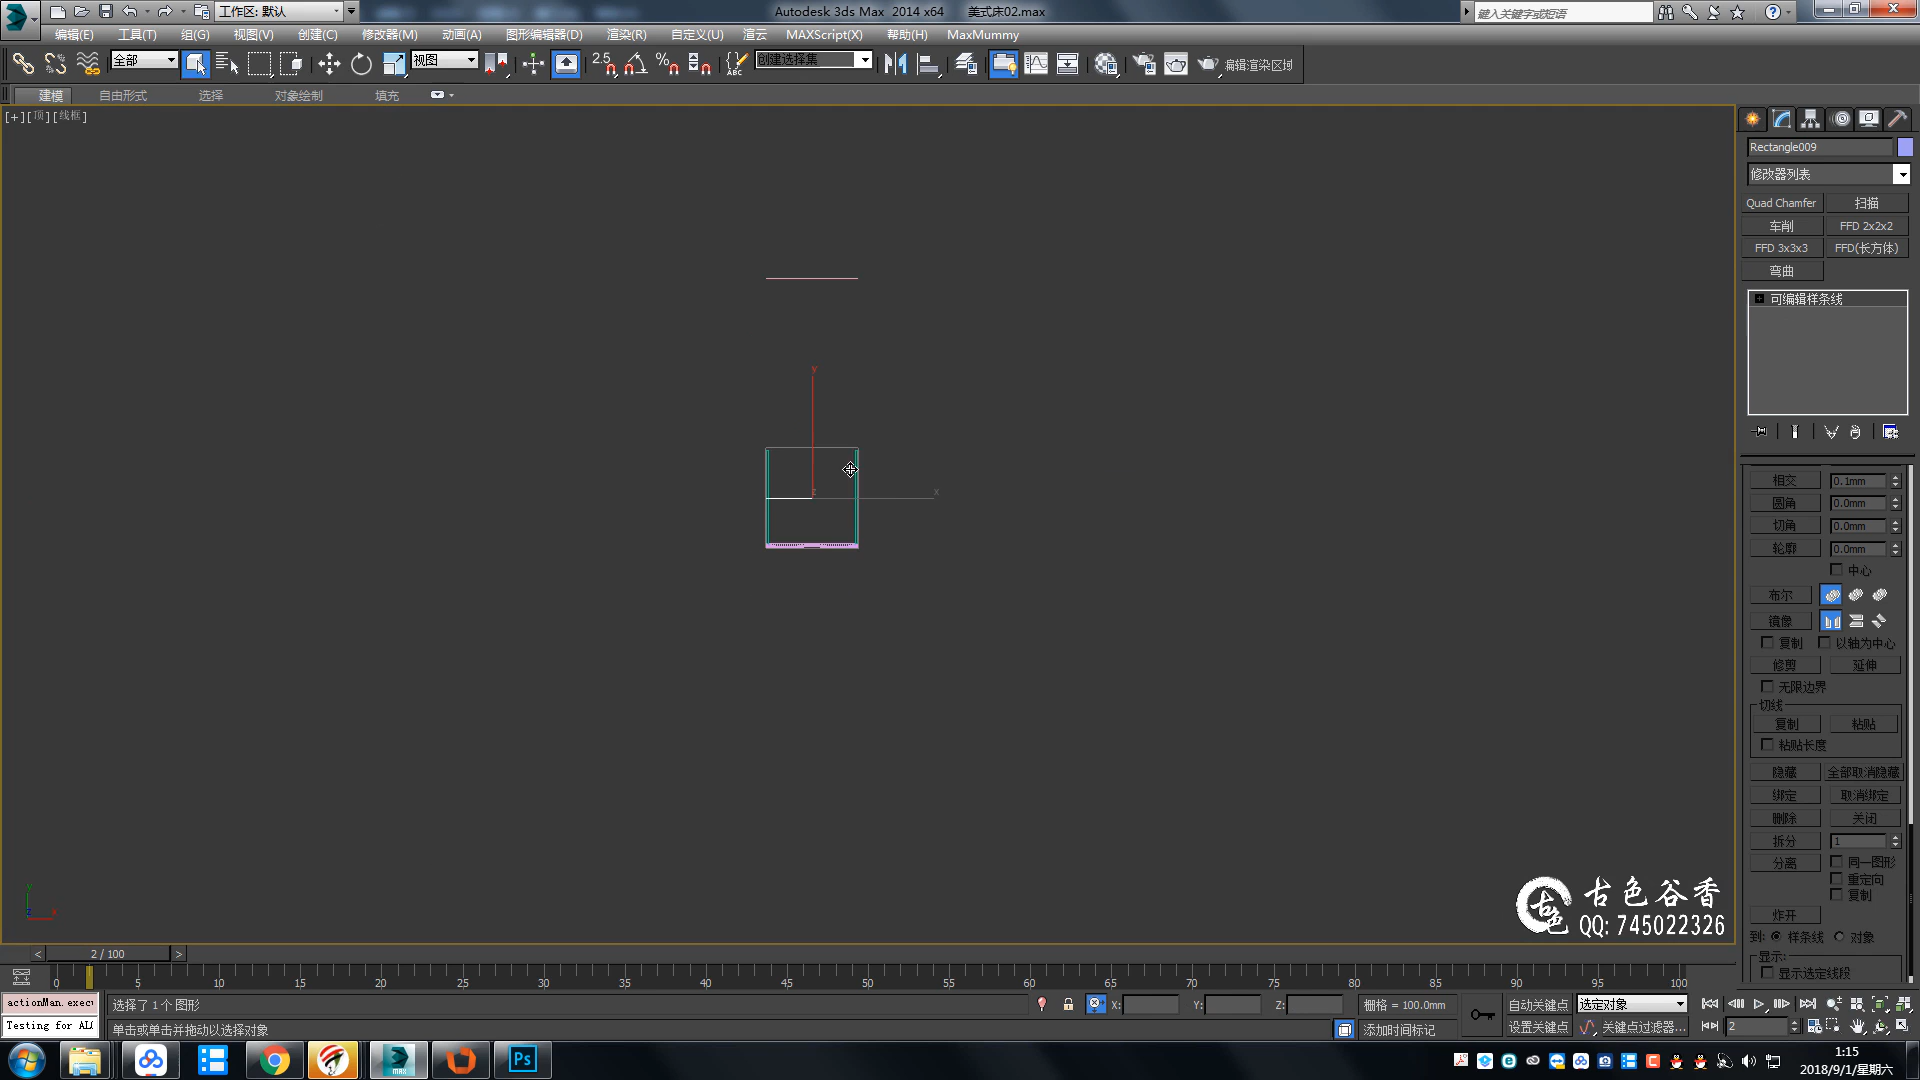 工作区: 默认
Autodesk 3ds Max  2014 x64    美式床02.max
键入关键字或短语
编辑(E) 工具(T) 组(G) 视图(V) 创建(C) 修改器(M) 动画(A) 图形编辑器(D) 渲染(R) 自定义(U) 渲云 MAXScript(X) 帮助(H) MaxMummy
全部 视图 2.5 创建选择集 编辑渲染区域
建模 自由形式 选择 对象绘制 填充
[+][顶][线框]
Rectangle009
修改器列表
Quad Chamfer 扫描
车削 FFD 2x2x2
FFD 3x3x3 FFD(长方体)
弯曲
可编辑样条线
相交 0.1mm
圆角 0.0mm
切角 0.0mm
轮廓 0.0mm
中心
布尔
镜像
复制 以轴为中心
修剪 延伸
无限边界
切线
复制 粘贴
粘贴长度
隐藏 全部取消隐藏
绑定 取消绑定
删除 关闭
拆分 1
分离 同一图形
重定向
复制
炸开
到: 样条线 对象
显示:
显示选定线段
y
x
z
y
z x
古色
古色谷香
QQ: 745022326
< 2 / 100 >
0 5 10 15 20 25 30 35 40 45 50 55 60 65 70 75 80 85 90 95 100
actionMan.execu
选择了 1 个 图形
X: Y: Z: 栅格 = 100.0mm
自动关键点 选定对象
Testing for ALL
单击或单击并拖动以选择对象
添加时间标记
设置关键点 关键点过滤器... 2
MAX
Ps
1:15
2018/9/1/星期六